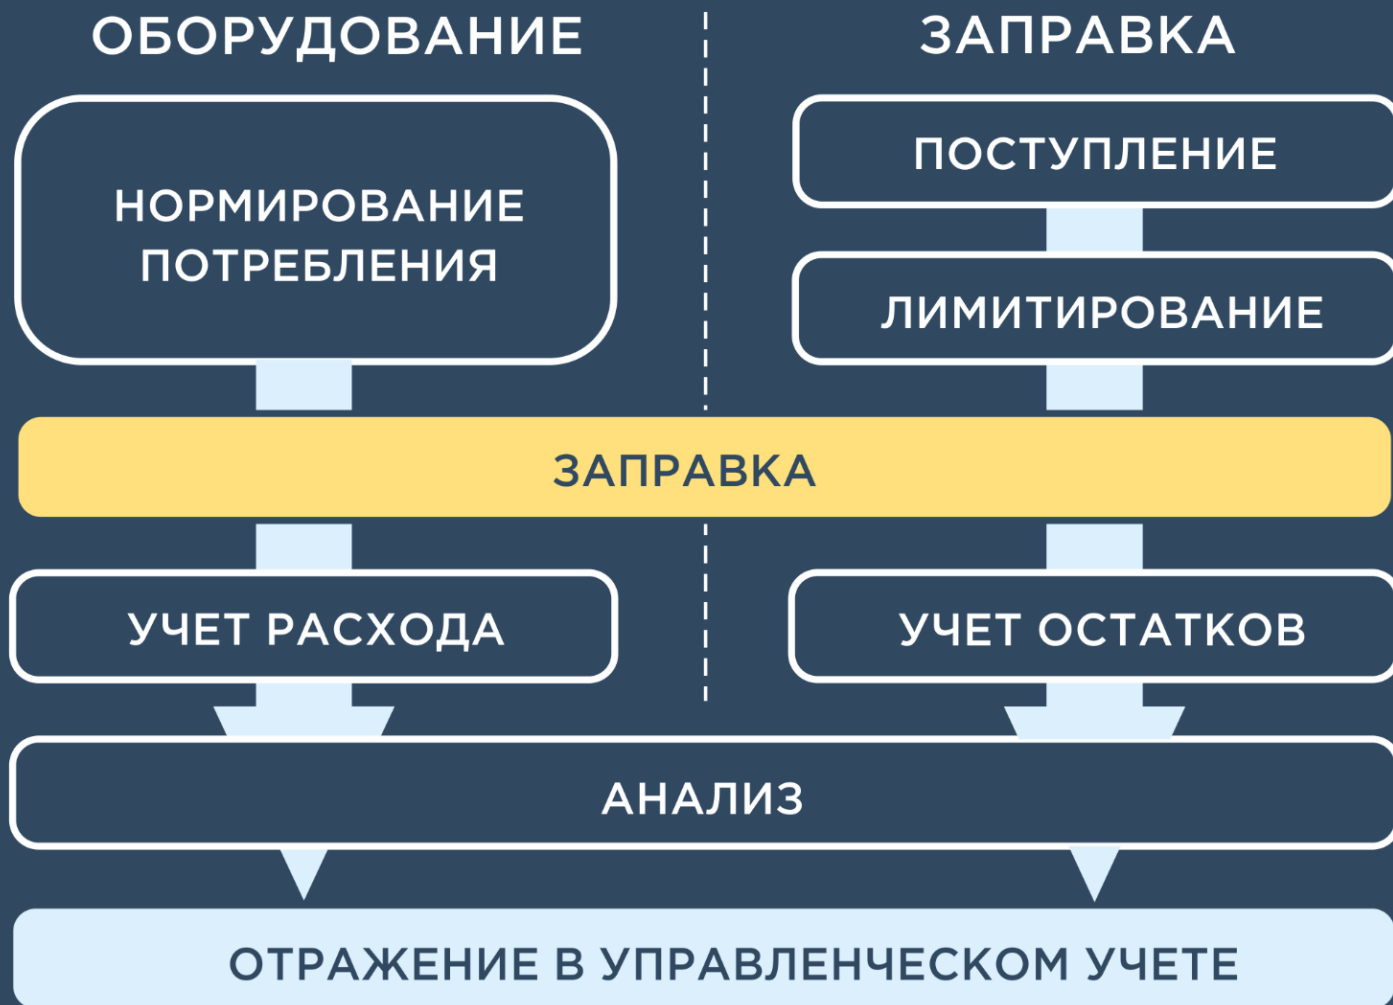 ОБОРУДОВАНИЕ
ЗАПРАВКА
НОРМИРОВАНИЕ
ПОТРЕБЛЕНИЯ
ПОСТУПЛЕНИЕ
ЛИМИТИРОВАНИЕ
ЗАПРАВКА
УЧЕТ РАСХОДА
УЧЕТ ОСТАТКОВ
АНАЛИЗ
ОТРАЖЕНИЕ В УПРАВЛЕНЧЕСКОМ УЧЕТЕ